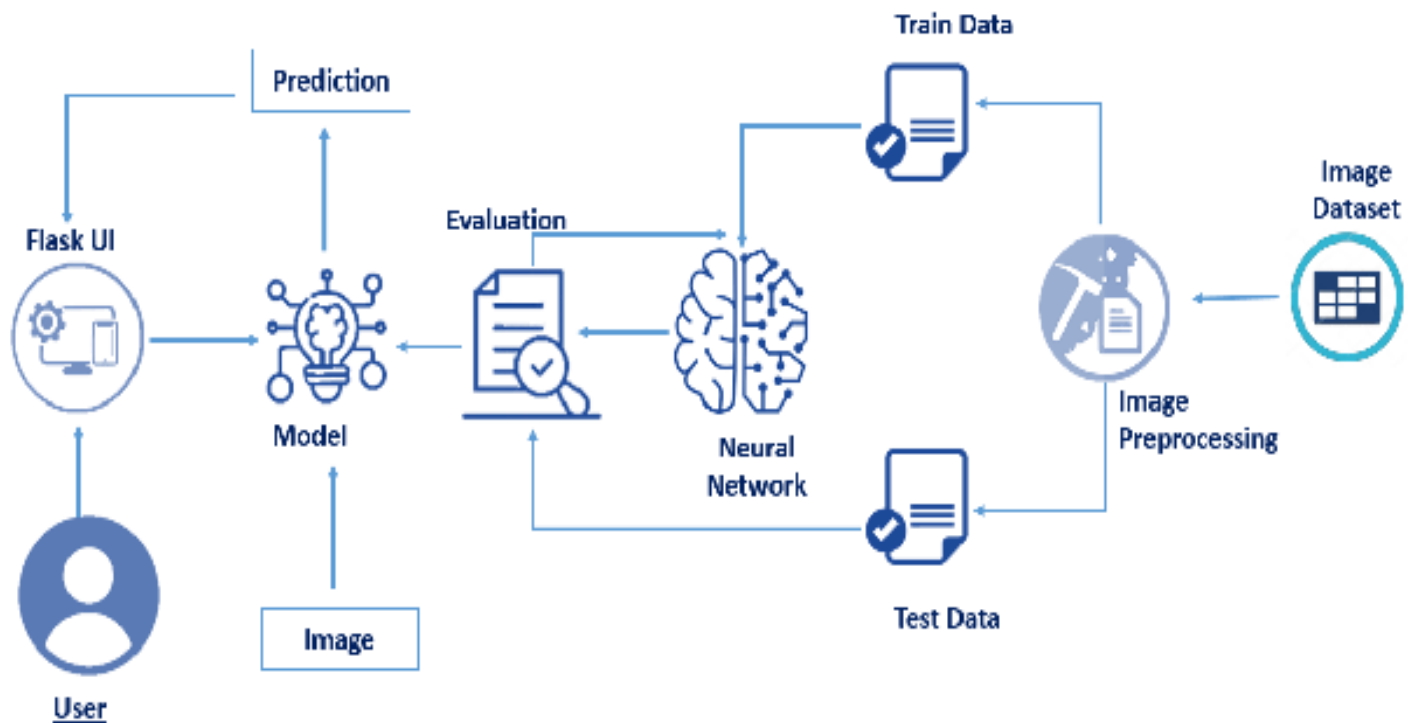 Train Data
Prediction
Image
Dataset
Evaluation
Flask UI
Image
Preprocessing
Model
Neural
Network
Test Data
Image
User